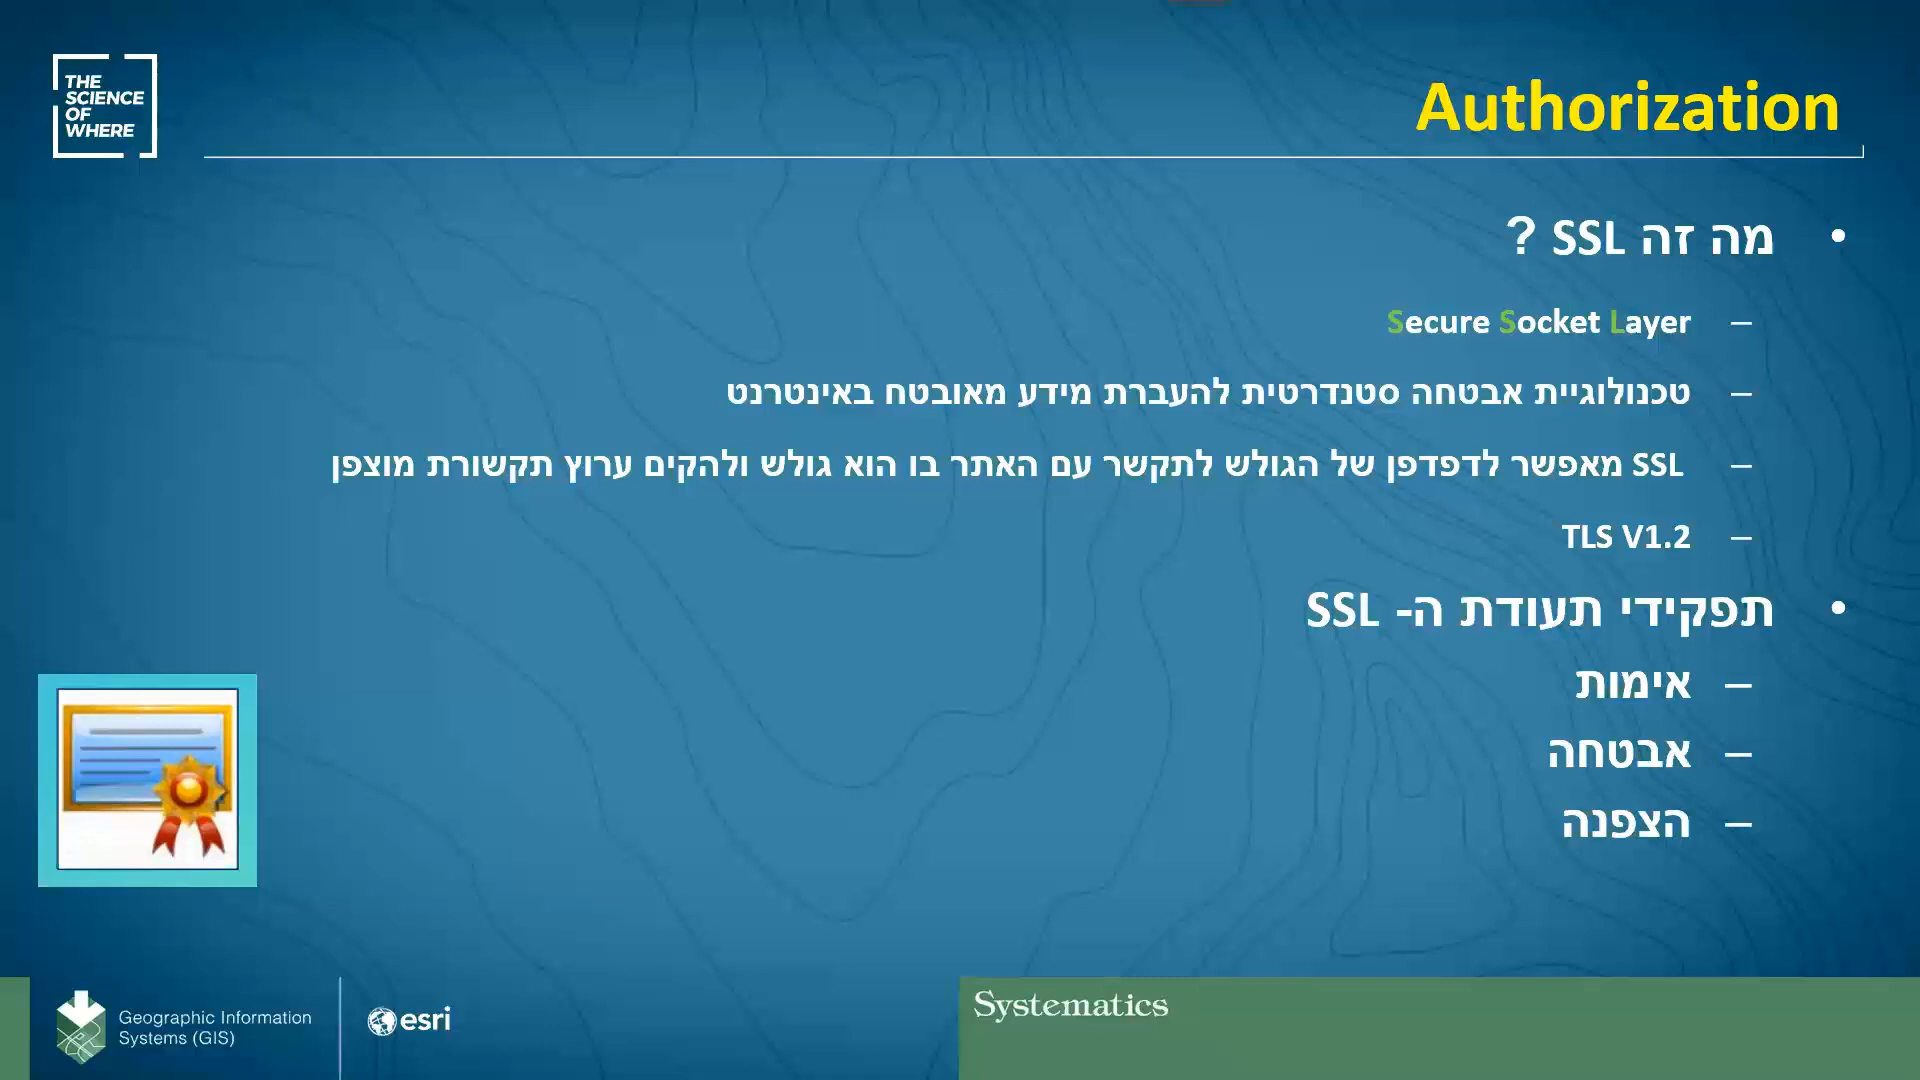 THE
SCIENCE
OF
WHERE
Authorization
• מה זה SSL ?
– Secure Socket Layer
– טכנולוגיית אבטחה סטנדרטית להעברת מידע מאובטח באינטרנט
– SSL מאפשר לדפדפן של הגולש לתקשר עם האתר בו הוא גולש ולהקים ערוץ תקשורת מוצפן
– TLS V1.2
• תפקידי תעודת ה- SSL
– אימות
– אבטחה
– הצפנה
Geographic Information
Systems (GIS)
esri
Systematics